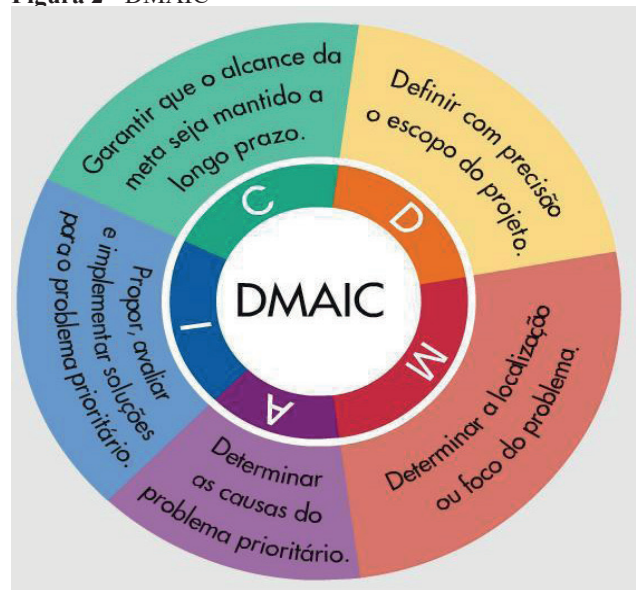 Figura 2 - DMAIC
Definir com precisão
o escopo do projeto.
D
Determinar a localização
ou foco do problema.
M
Determinar
as causas do
problema prioritário.
A
Propor, avaliar
e implementar soluções
para o problema prioritário.
I
Garantir que o alcance da
meta seja mantido a
longo prazo.
C
DMAIC